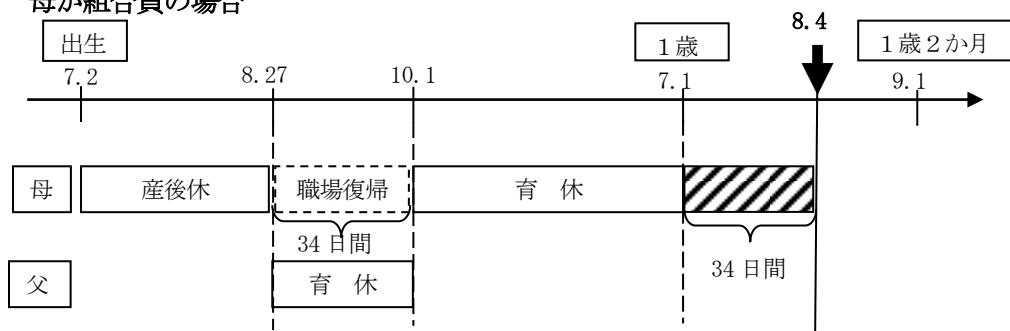 母が組合員の場合
8.4
出生
1歳
1歳2か月
7.2
8.27
10.1
7.1
9.1
母
産後休
職場復帰
育 休
34日間
34日間
父
育 休